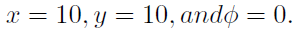 x = 10, y = 10, andϕ = 0.